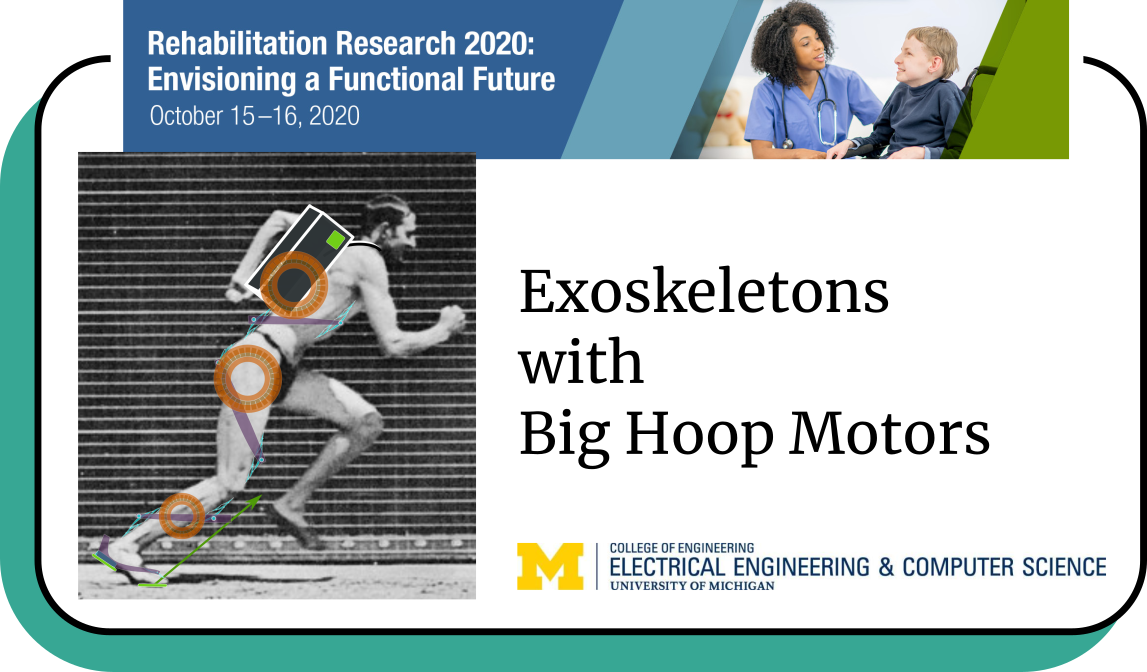 Rehabilitation Research 2020:
Envisioning a Functional Future
October 15–16, 2020
Exoskeletons
with
Big Hoop Motors
M
COLLEGE OF ENGINEERING
ELECTRICAL ENGINEERING & COMPUTER SCIENCE
UNIVERSITY OF MICHIGAN